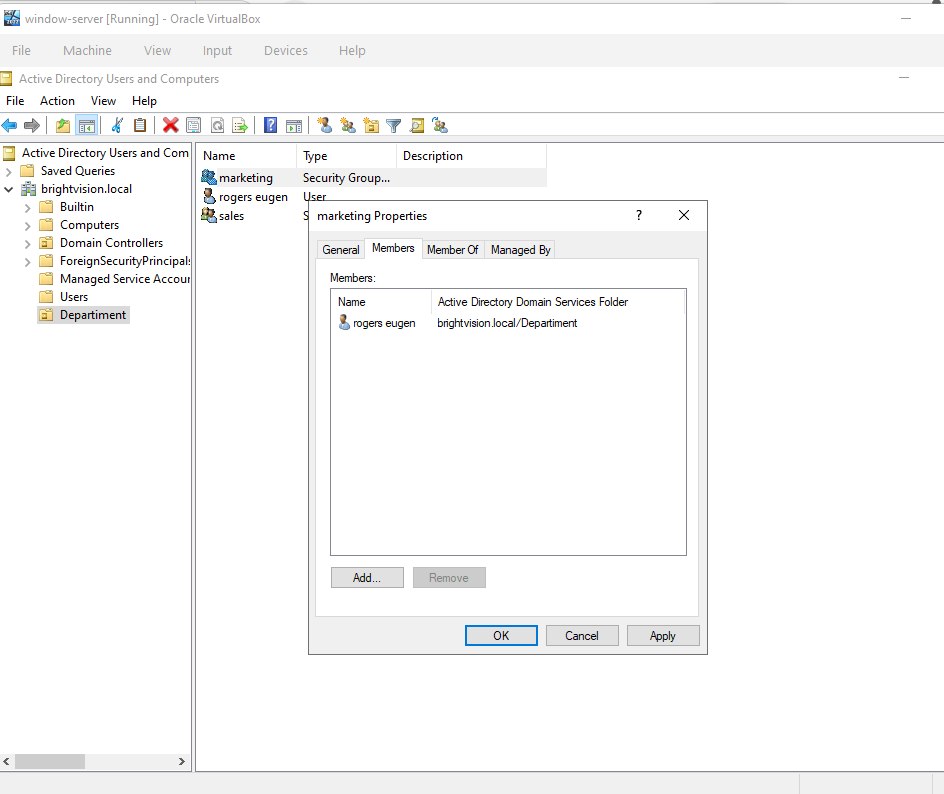 window-server [Running] - Oracle VirtualBox
File Machine View Input Devices Help
Active Directory Users and Computers
File Action View Help
Active Directory Users and Com
Saved Queries
brightvision.local
Builtin
Computers
Domain Controllers
ForeignSecurityPrincipals
Managed Service Accour
Users
Department
Name Type Description
marketing Security Group...
rogers eugen User
sales S
marketing Properties
General Members Member Of Managed By
Members:
Name Active Directory Domain Services Folder
rogers eugen brightvision.local/Department
Add... Remove
OK Cancel Apply